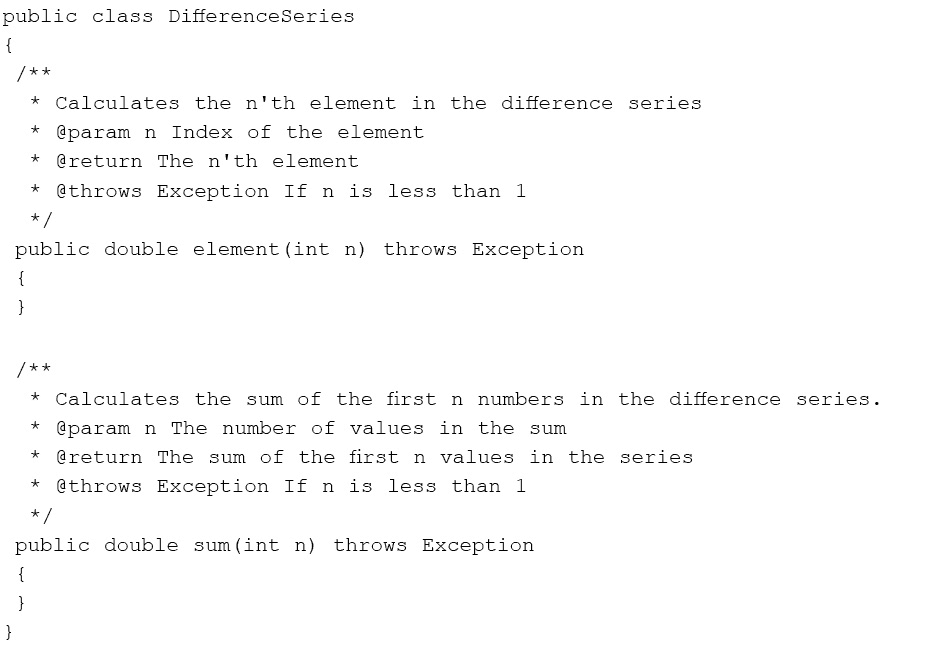 public class DifferenceSeries
{
/**
* Calculates the n'th element in the difference series
* @param n Index of the element
* @return The n'th element
* @throws Exception If n is less than 1
*/
public double element(int n) throws Exception
{
}
/**
* Calculates the sum of the first n numbers in the difference series.
* @param n The number of values in the sum
* @return The sum of the first n values in the series
* @throws Exception If n is less than 1
*/
public double sum(int n) throws Exception
{
}
}